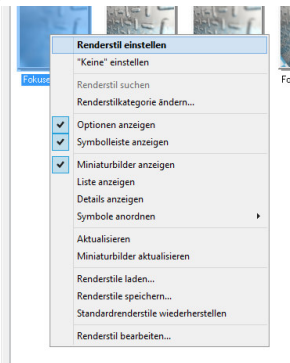 Renderstil einstellen
"Keine" einstellen
Fokuse
Fo
Renderstil suchen
Renderstilkategorie ändern...
Optionen anzeigen
Symbolleiste anzeigen
Miniaturbilder anzeigen
Liste anzeigen
Details anzeigen
Symbole anordnen
Aktualisieren
Miniaturbilder aktualisieren
Renderstile laden...
Renderstile speichern...
Standardrenderstile wiederherstellen
Renderstil bearbeiten...